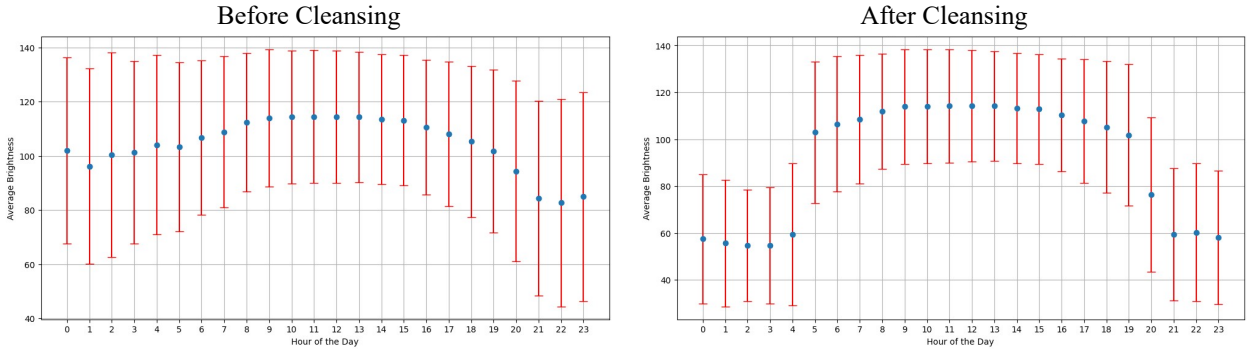 Before Cleansing
140
120
100
80
60
40
Average Brightness
0 1 2 3 4 5 6 7 8 9 10 11 12 13 14 15 16 17 18 19 20 21 22 23
Hour of the Day
After Cleansing
140
120
100
80
60
40
Average Brightness
0 1 2 3 4 5 6 7 8 9 10 11 12 13 14 15 16 17 18 19 20 21 22 23
Hour of the Day